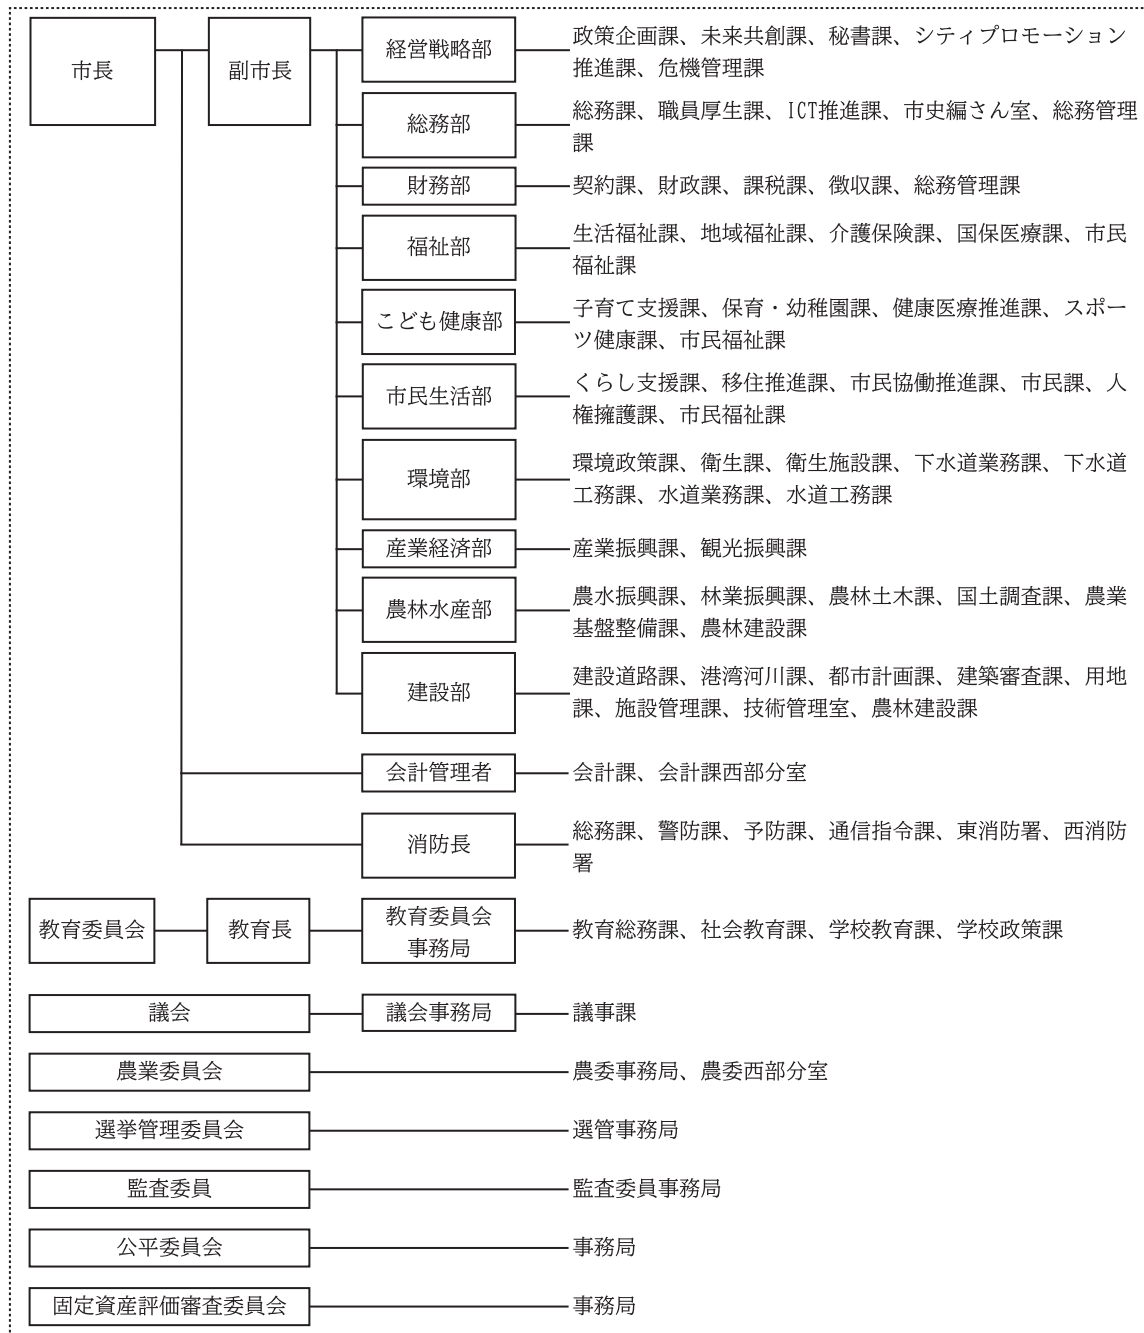 市長
副市長
経営戦略部
政策企画課、未来共創課、秘書課、シティプロモーション
推進課、危機管理課
総務部
総務課、職員厚生課、ICT推進課、市史編さん室、総務管理
課
財務部
契約課、財政課、課税課、徴収課、総務管理課
福祉部
生活福祉課、地域福祉課、介護保険課、国保医療課、市民
福祉課
こども健康部
子育て支援課、保育・幼稚園課、健康医療推進課、スポー
ツ健康課、市民福祉課
市民生活部
くらし支援課、移住推進課、市民協働推進課、市民課、人
権擁護課、市民福祉課
環境部
環境政策課、衛生課、衛生施設課、下水道業務課、下水道
工務課、水道業務課、水道工務課
産業経済部
産業振興課、観光振興課
農林水産部
農水振興課、林業振興課、農林土木課、国土調査課、農業
基盤整備課、農林建設課
建設部
建設道路課、港湾河川課、都市計画課、建築審査課、用地
課、施設管理課、技術管理室、農林建設課
会計管理者
会計課、会計課西部分室
消防長
総務課、警防課、予防課、通信指令課、東消防署、西消防
署
教育委員会
教育長
教育委員会
事務局
教育総務課、社会教育課、学校教育課、学校政策課
議会
議会事務局
議事課
農業委員会
農委事務局、農委西部分室
選挙管理委員会
選管事務局
監査委員
監査委員事務局
公平委員会
事務局
固定資産評価審査委員会
事務局